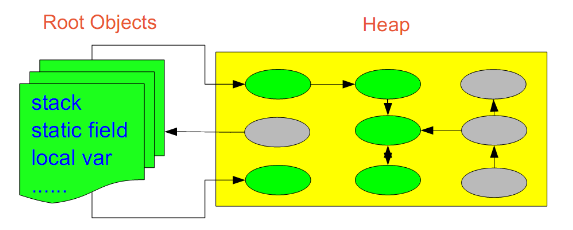 Root Objects
Heap
stack
static field
local var
......